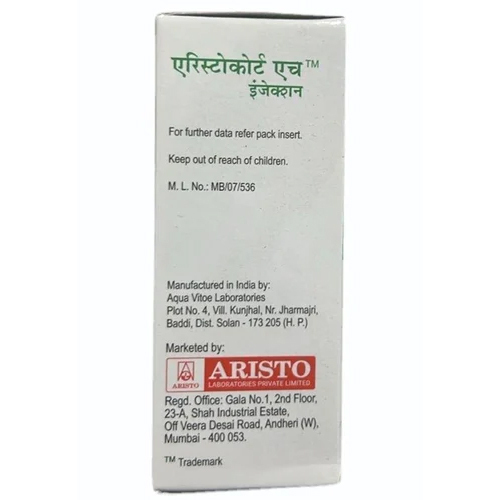 एरिस्टोकोर्ट एच ™
इंजेक्शन
For further data refer pack insert.
Keep out of reach of children.
M. L. No.: MB/07/536
Manufactured in India by:
Aqua Vitoe Laboratories
Plot No. 4, Vill. Kunjhal, Nr. Jharmajri,
Baddi, Dist. Solan - 173 205 (H. P.)
Marketed by:
ARISTO
ARISTO
LABORATORIES PRIVATE LIMITED
Regd. Office: Gala No.1, 2nd Floor,
23-A, Shah Industrial Estate,
Off Veera Desai Road, Andheri (W),
Mumbai - 400 053.
™ Trademark